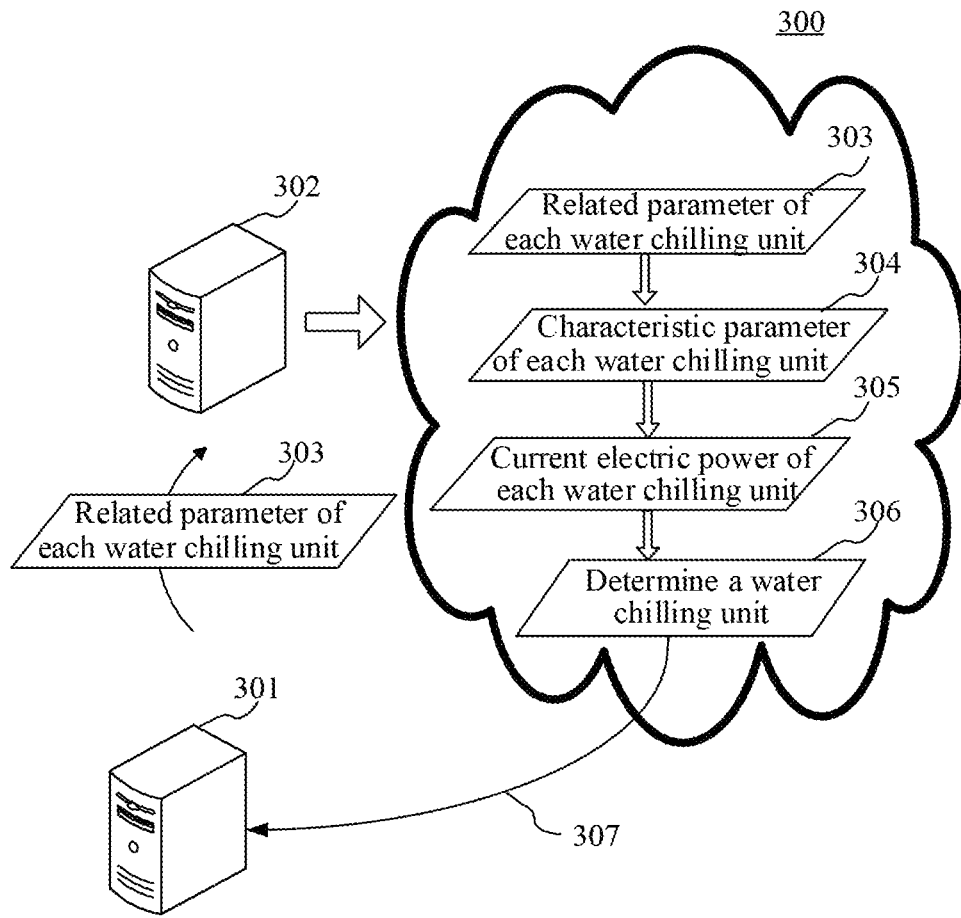 300
303
Related parameter of
each water chilling unit
302
304
Characteristic parameter
of each water chilling unit
305
Current electric power of
each water chilling unit
303
Related parameter of
each water chilling unit
306
Determine a water
chilling unit
301
307